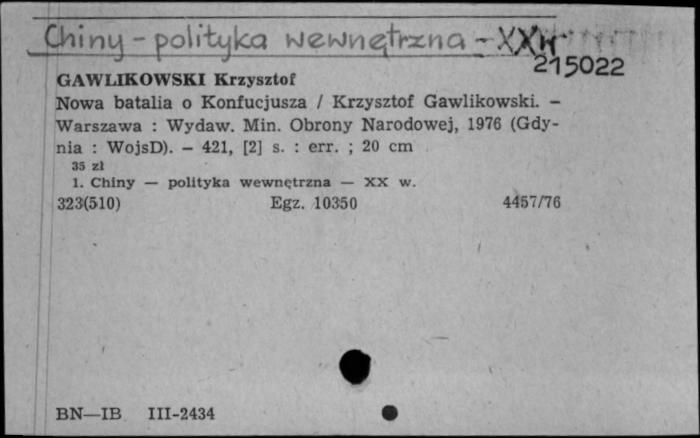 Chiny - polityka wewnętrzna - XX w
215022
GAWLIKOWSKI Krzysztof
Nowa batalia o Konfucjusza / Krzysztof Gawlikowski. —
Warszawa : Wydaw. Min. Obrony Narodowej, 1976 (Gdy-
nia : WojsD). — 421, [2] s. : err. ; 20 cm
35 zł
1. Chiny — polityka wewnętrzna — XX w.
323(510) Egz. 10350 4457/76
BN—IB III-2434